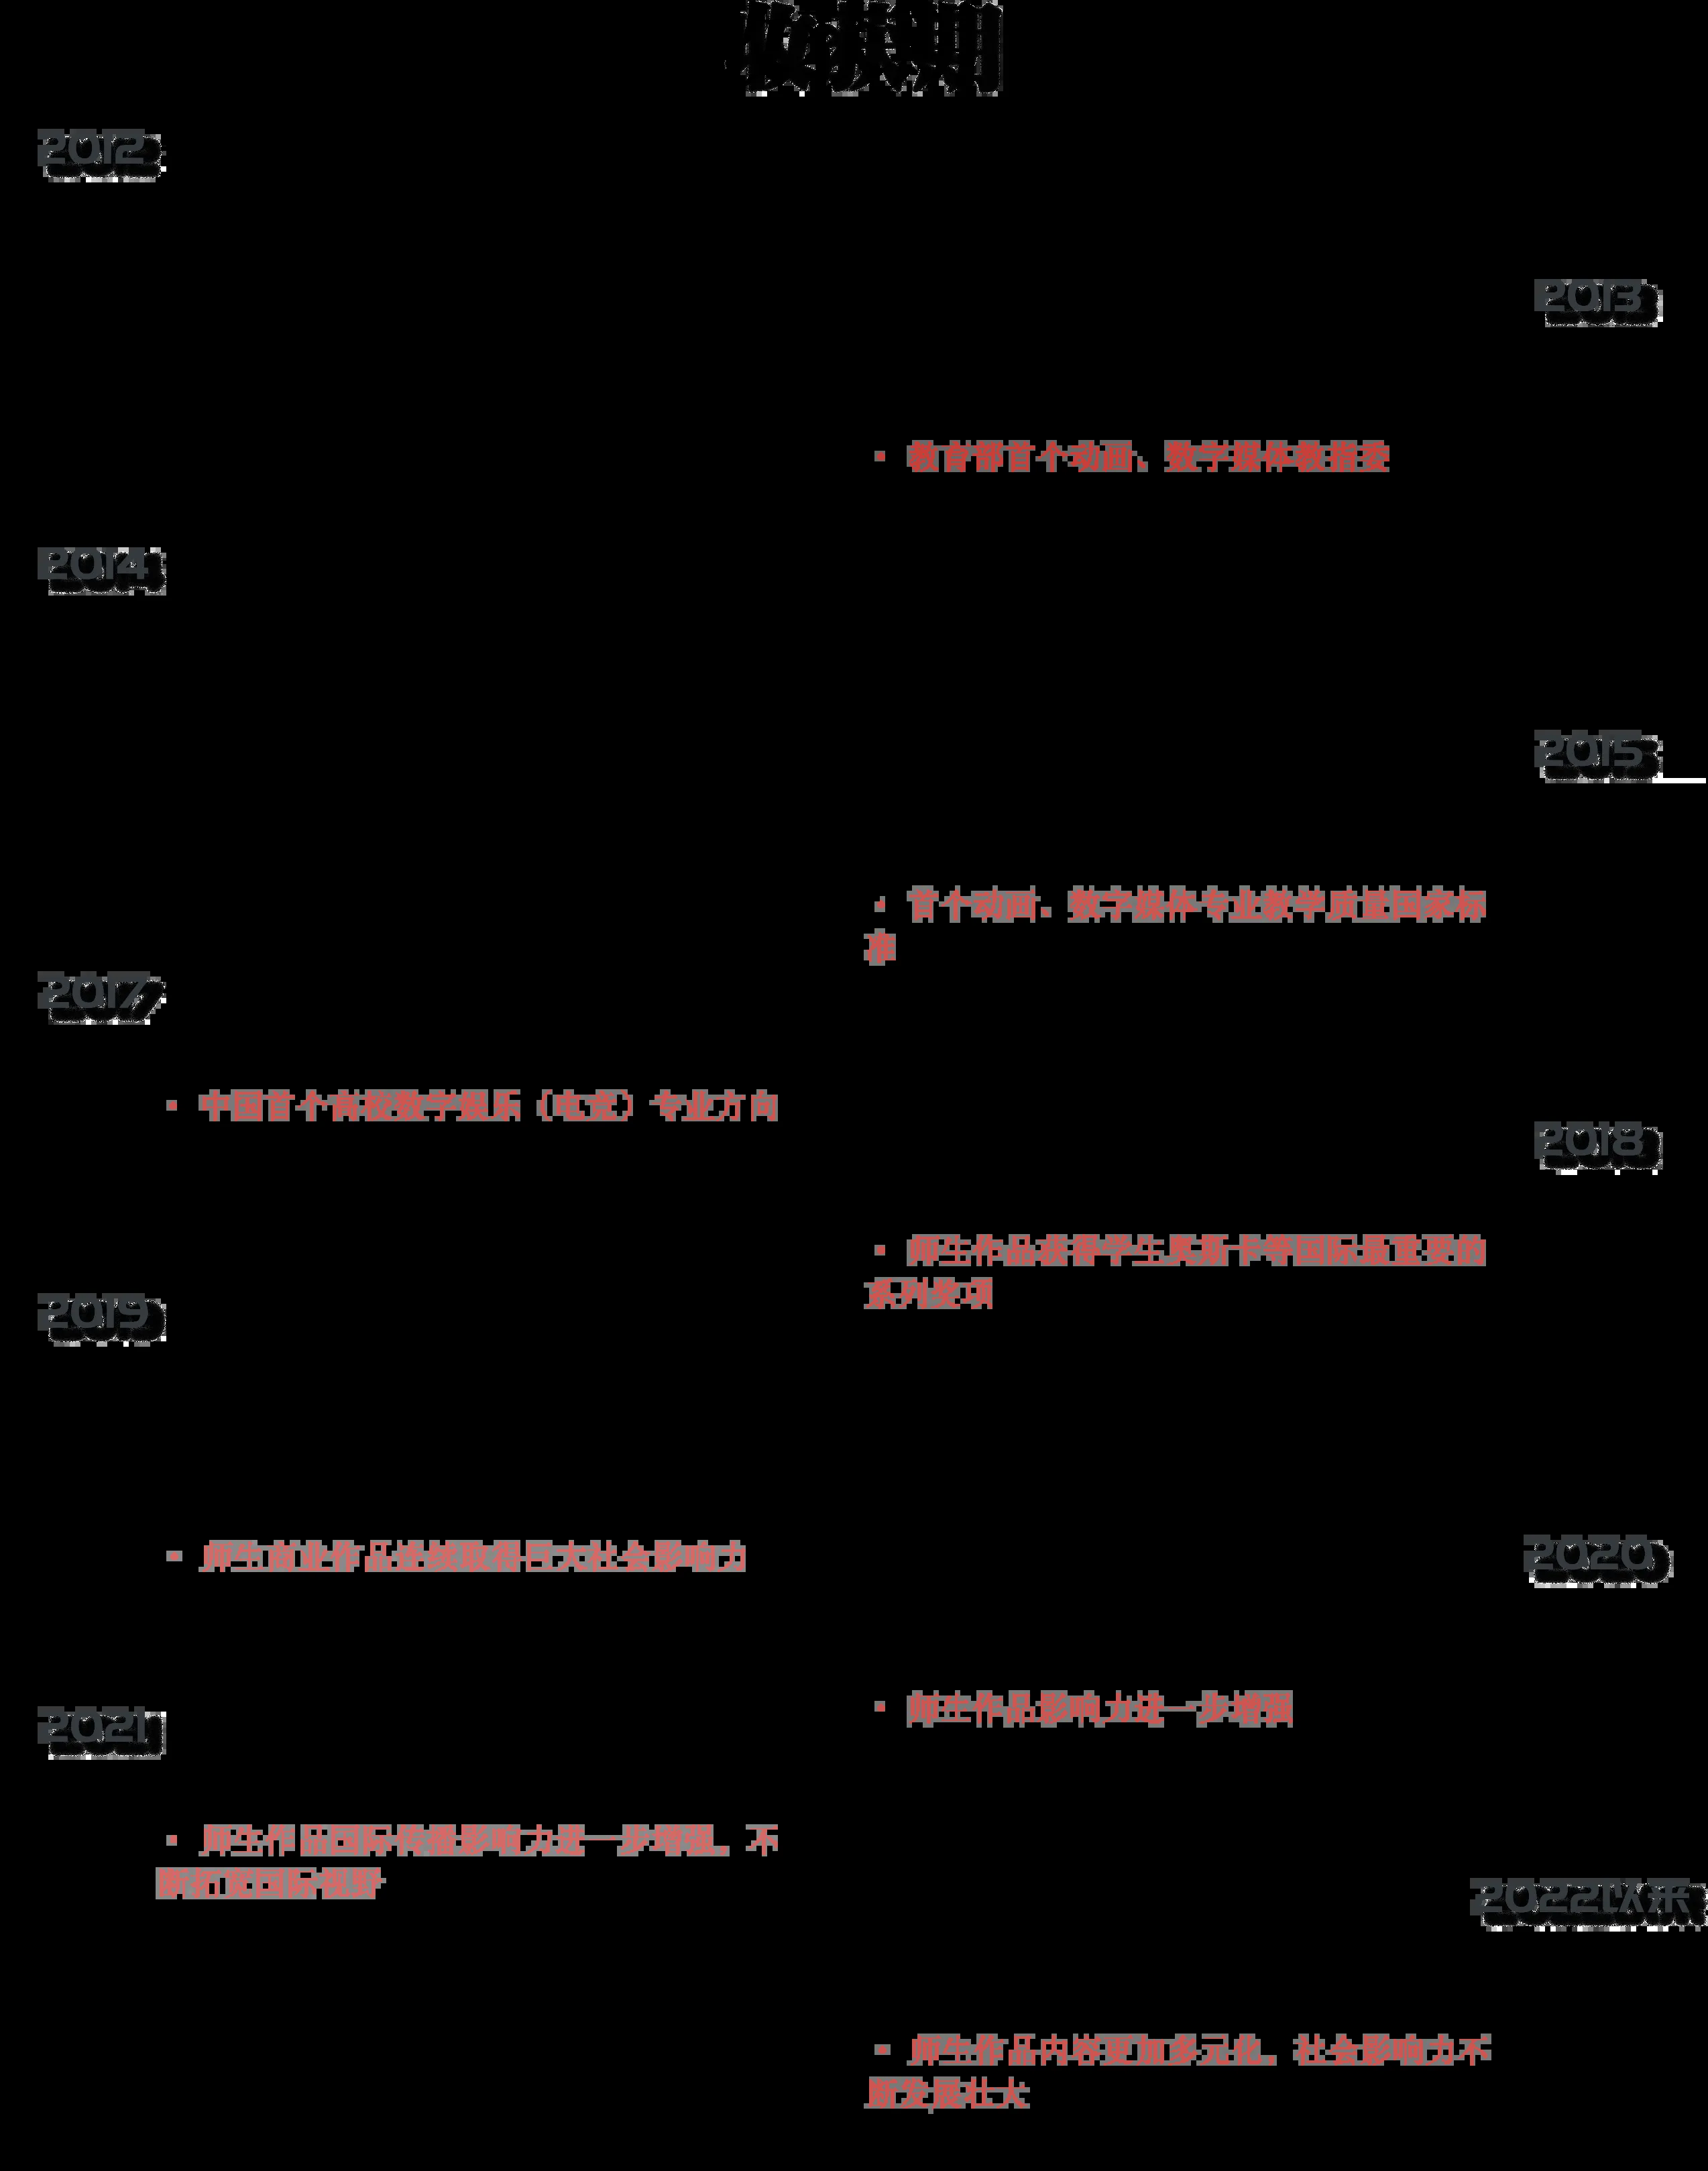 收获期
2012
2013
· 教育部首个动画、数字媒体教指委
2014
2015
· 首个动画、数字媒体专业教学质量国家标
准
2017
· 中国首个高校数字娱乐（电竞）专业方向
2018
· 师生作品获得学生奥斯卡等国际最重要的
系列奖项
2019
· 师生创业作品连续取得巨大社会影响力
2020
· 师生作品影响力进一步增强
2021
· 师生作品国际传播影响力进一步增强，不
断拓宽国际视野
2022以来
· 师生作品内容更加多元化，社会影响力不
断发展壮大